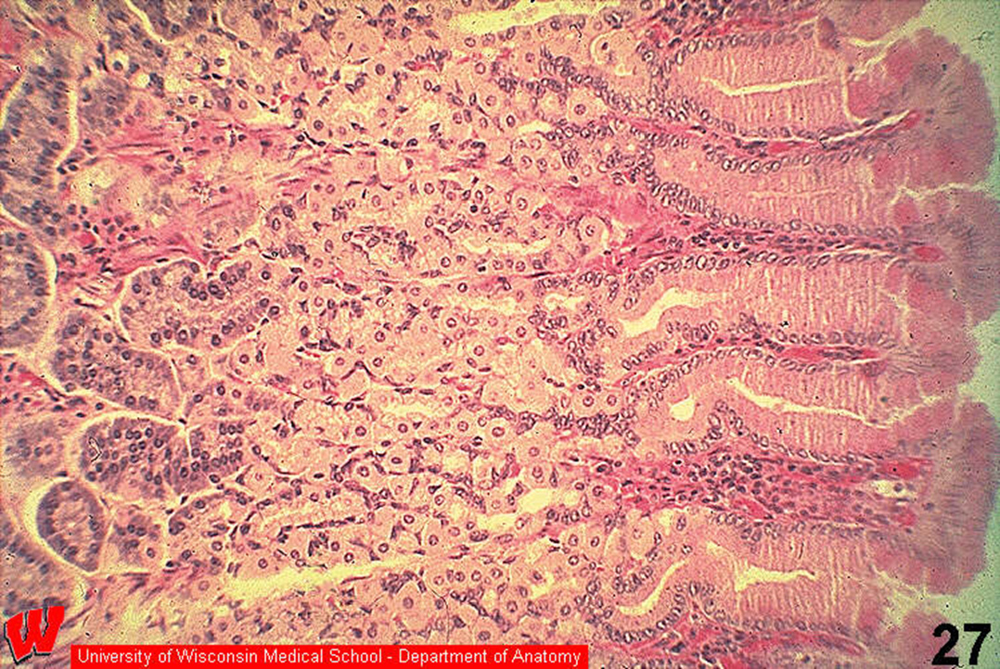 27
W
University of Wisconsin Medical School - Department of Anatomy